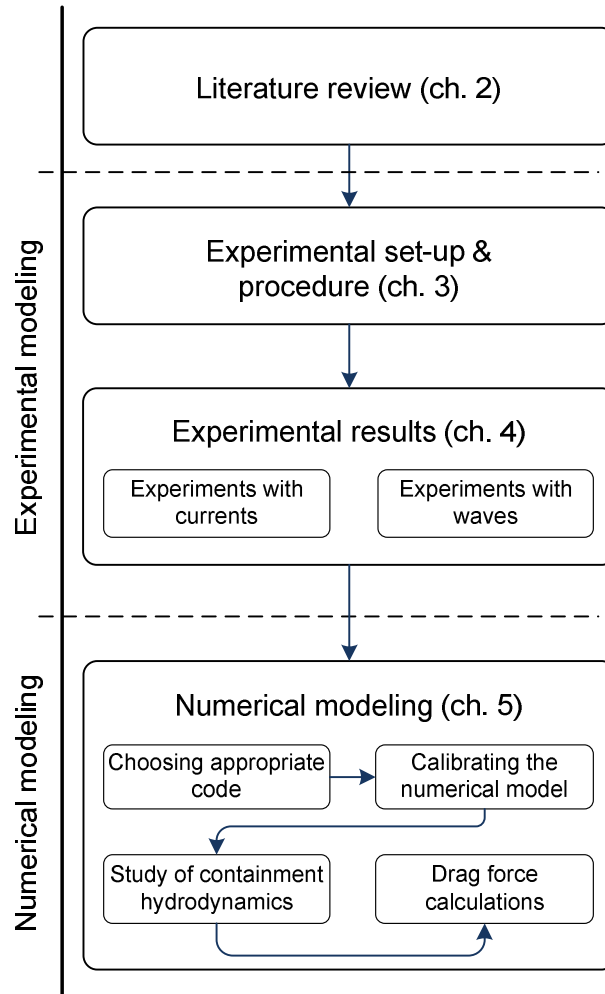 Literature review (ch. 2)
Experimental modeling
Experimental set-up &
procedure (ch. 3)
Experimental results (ch. 4)
Experiments with
currents
Experiments with
waves
Numerical modeling
Numerical modeling (ch. 5)
Choosing appropriate
code
Calibrating the
numerical model
Study of containment
hydrodynamics
Drag force
calculations